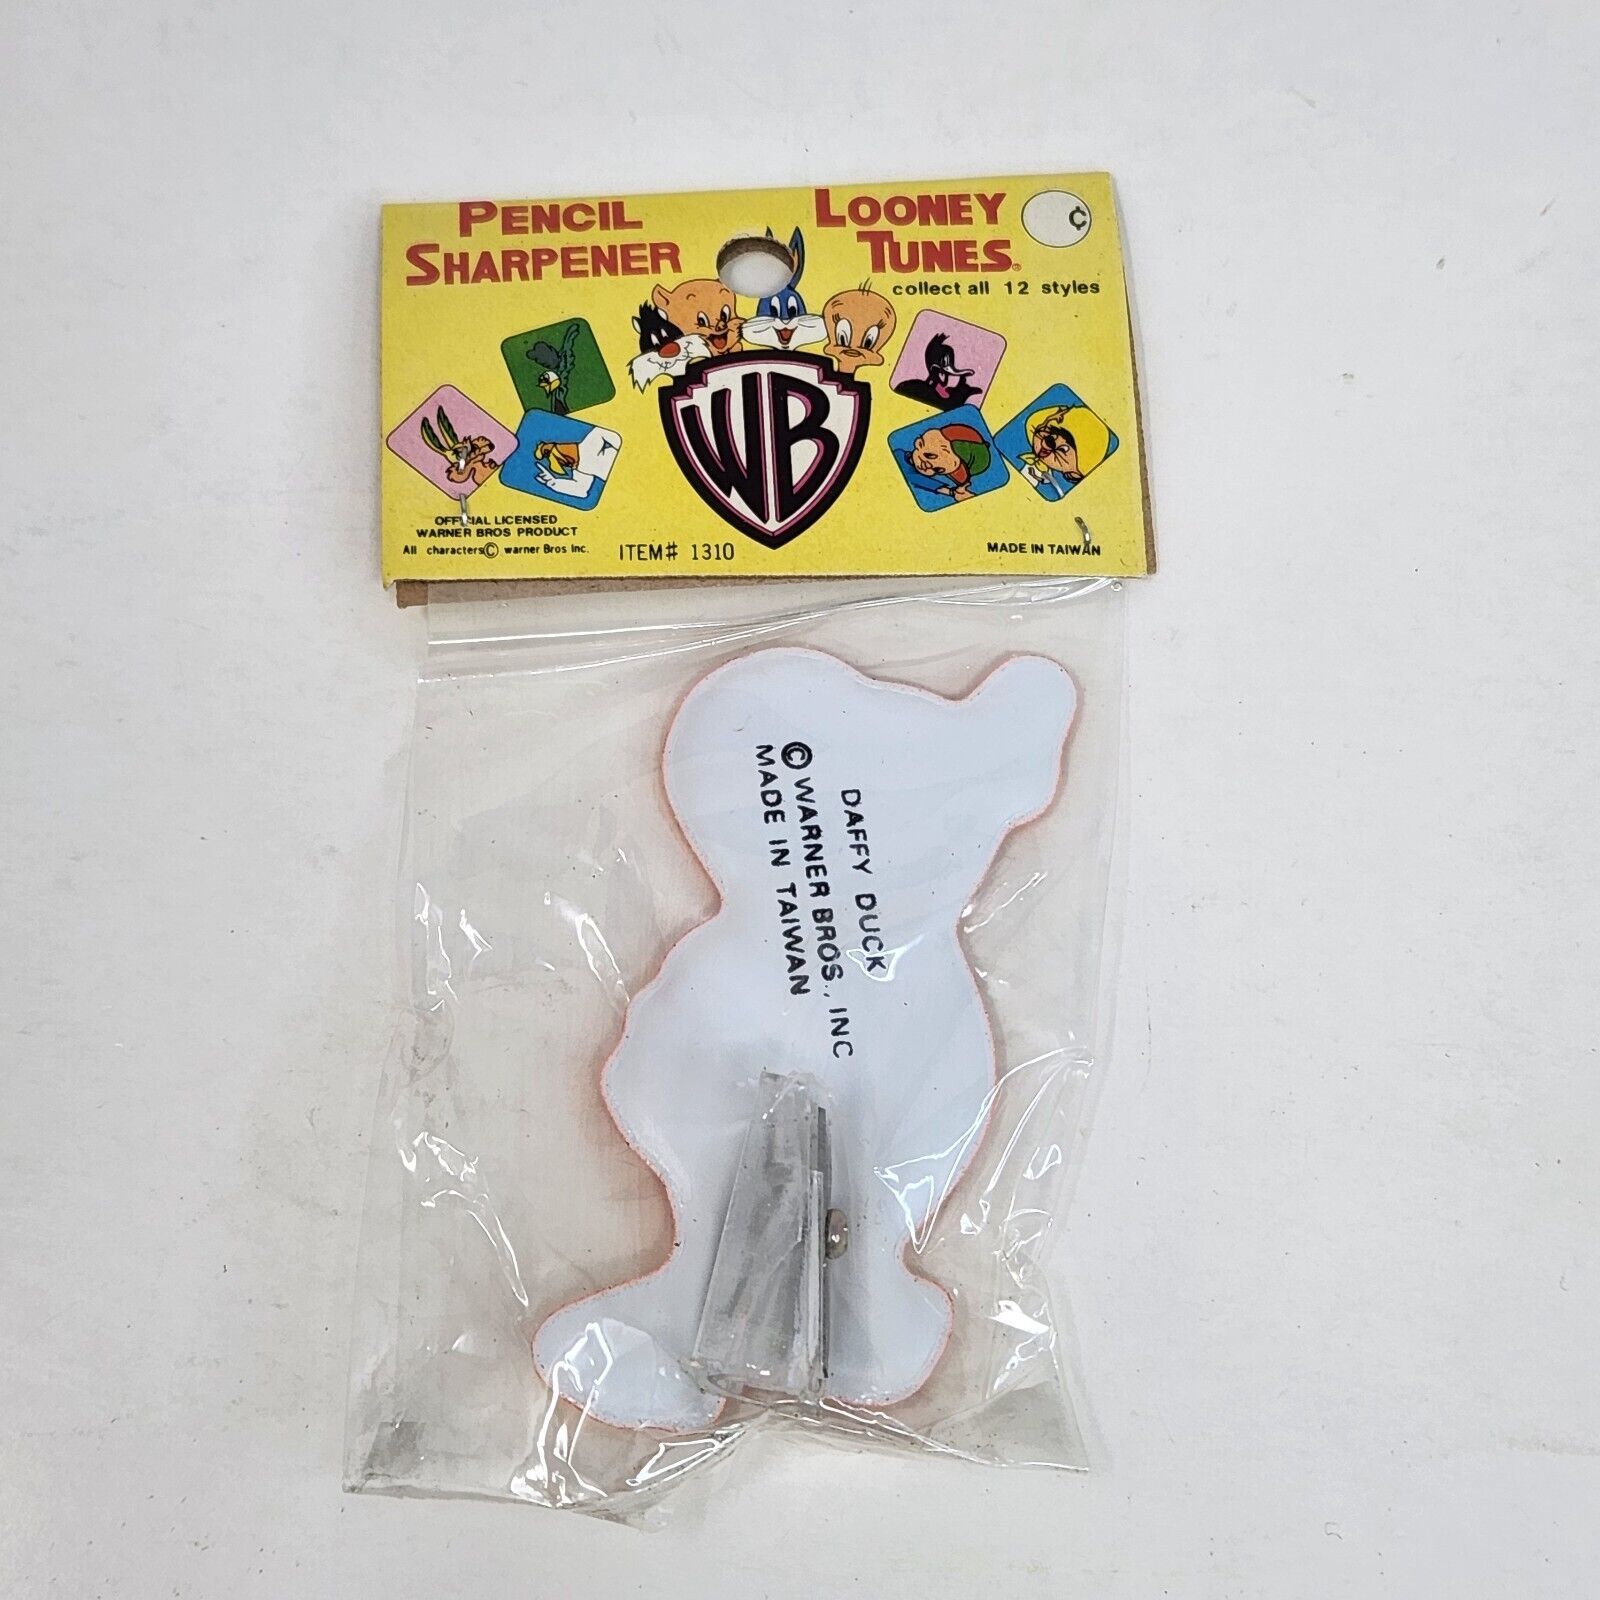 PENCIL
SHARPENER
LOONEY
TUNES®
¢
collect all 12 styles
WB
OFFICIAL LICENSED
WARNER BROS PRODUCT
All characters© warner Bros Inc.
ITEM# 1310
MADE IN TAIWAN
DAFFY DUCK
© WARNER BROS., INC
MADE IN TAIWAN